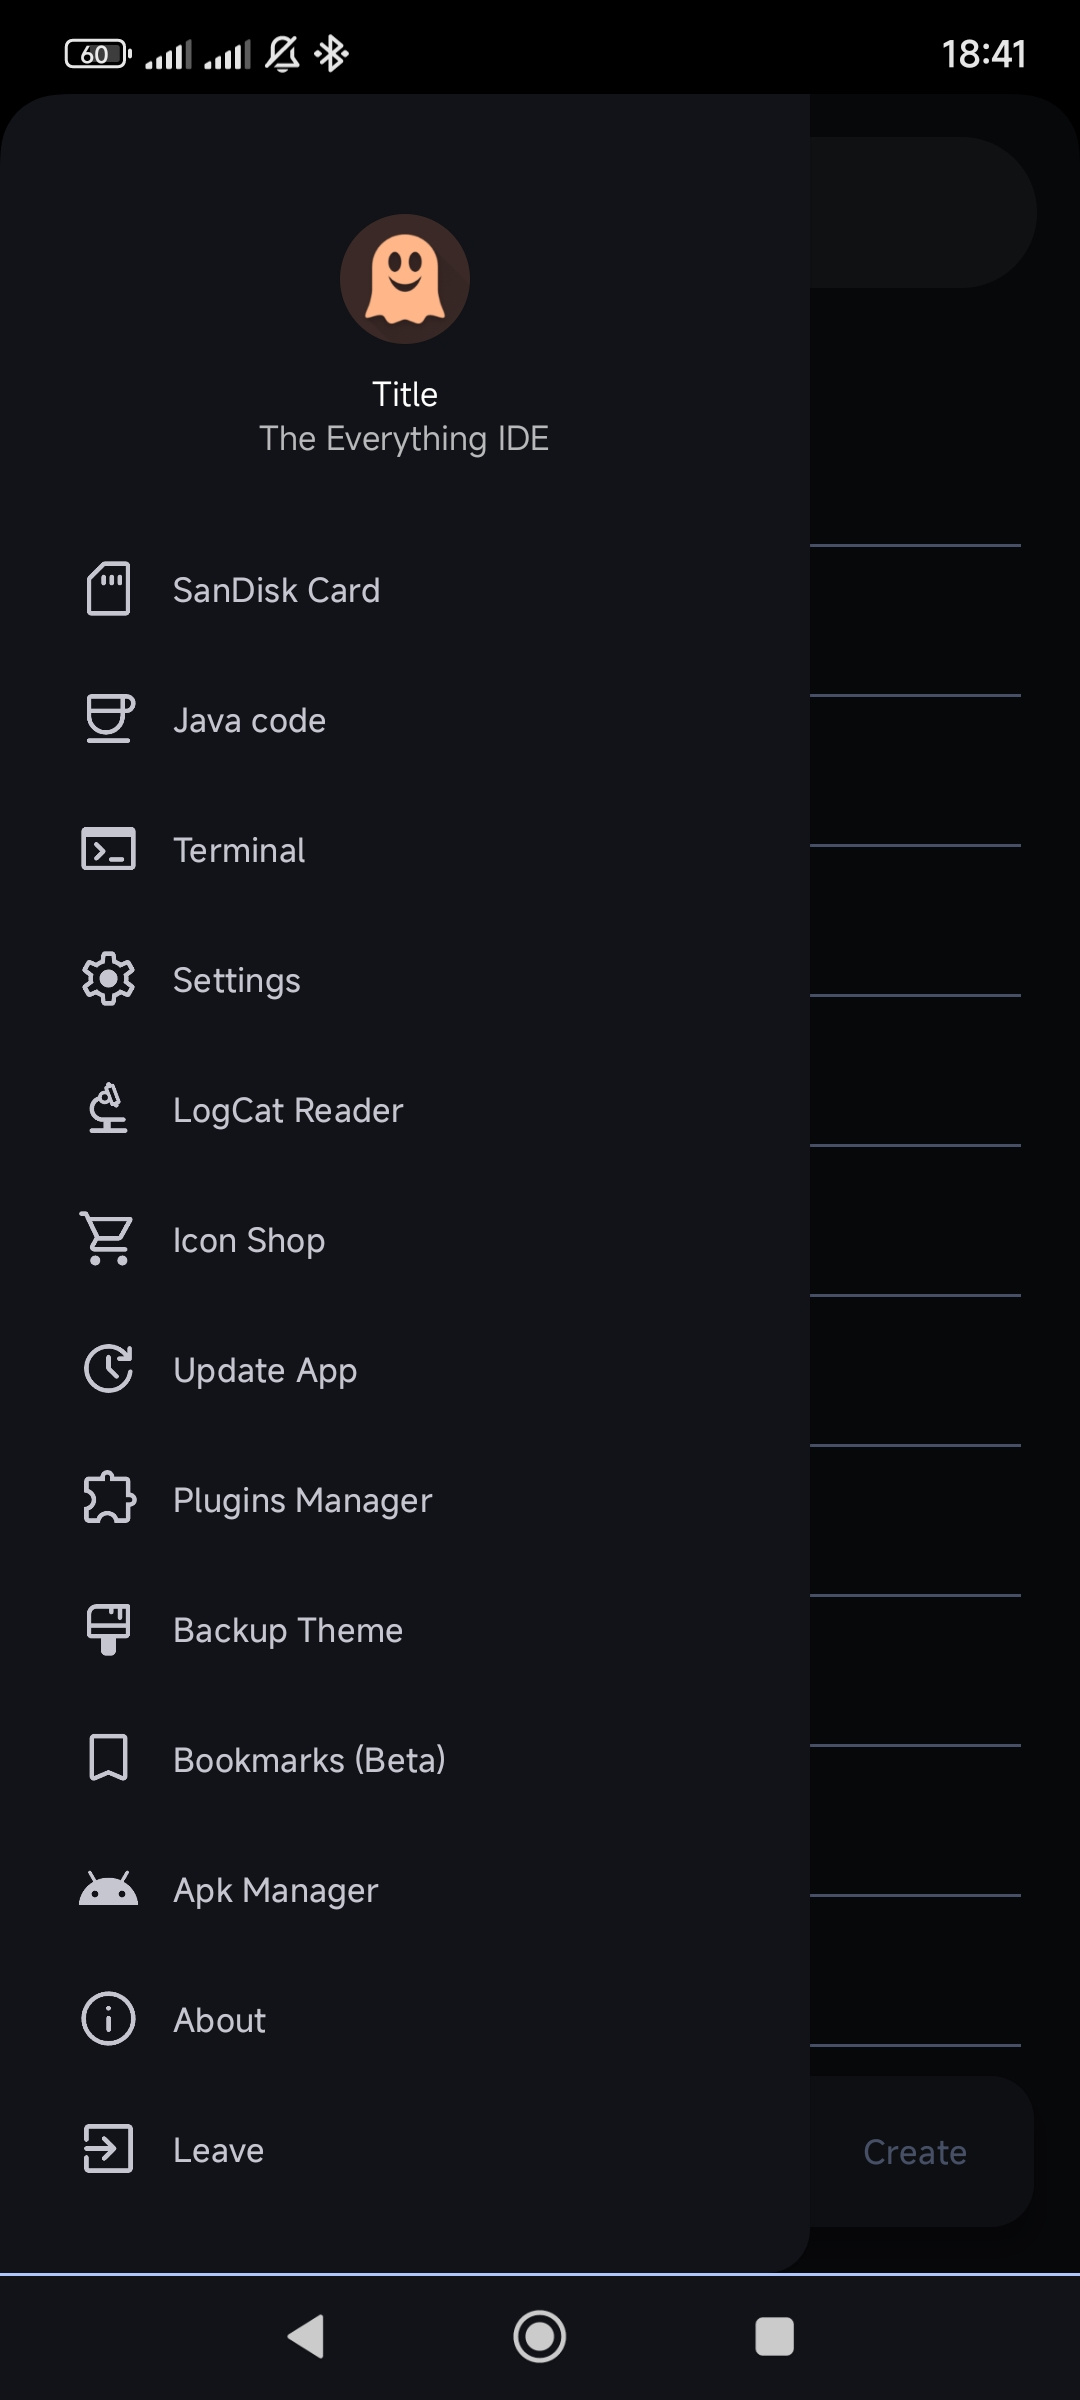 60
18:41
Title
The Everything IDE
SanDisk Card
Java code
Terminal
Settings
LogCat Reader
Icon Shop
Update App
Plugins Manager
Backup Theme
Bookmarks (Beta)
Apk Manager
About
Leave
Create